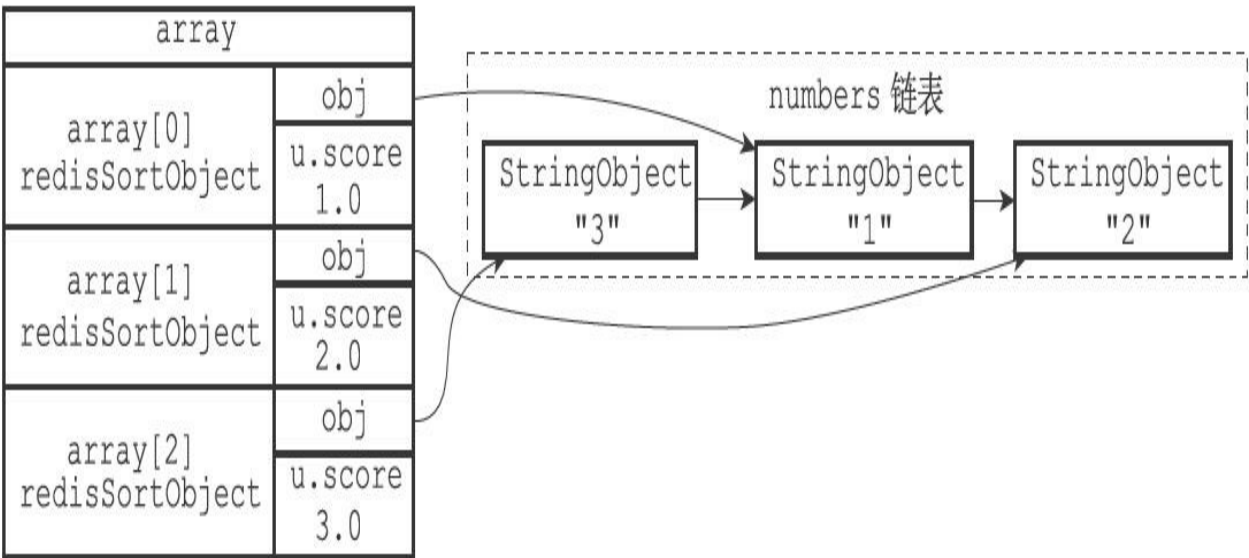 array
array[0]
redisSortObject
obj
u.score
1.0
array[1]
redisSortObject
obj
u.score
2.0
array[2]
redisSortObject
obj
u.score
3.0
numbers 链表
StringObject
"3"
StringObject
"1"
StringObject
"2"